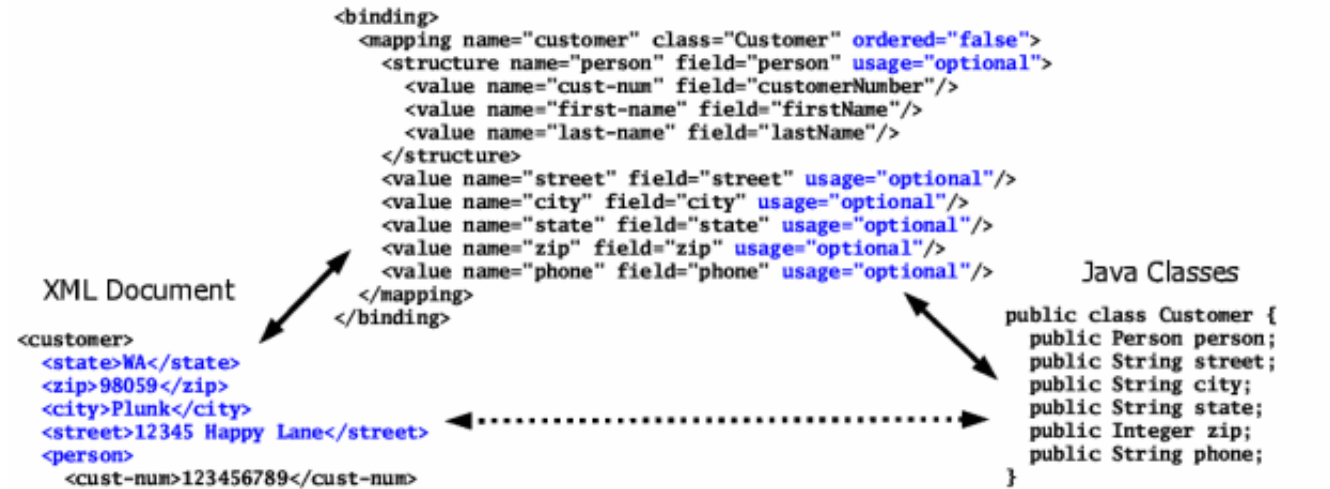 <binding>
<mapping name="customer" class="Customer" ordered="false">
<structure name="person" field="person" usage="optional">
<value name="cust-num" field="customerNumber"/>
<value name="first-name" field="firstName"/>
<value name="last-name" field="lastName"/>
</structure>
<value name="street" field="street" usage="optional"/>
<value name="city" field="city" usage="optional"/>
<value name="state" field="state" usage="optional"/>
<value name="zip" field="zip" usage="optional"/>
<value name="phone" field="phone" usage="optional"/>
</mapping>
</binding>
XML Document
<customer>
<state>WA</state>
<zip>98059</zip>
<city>Plunk</city>
<street>12345 Happy Lane</street>
<person>
<cust-num>123456789</cust-num>
Java Classes
public class Customer {
public Person person;
public String street;
public String city;
public String state;
public Integer zip;
public String phone;
}